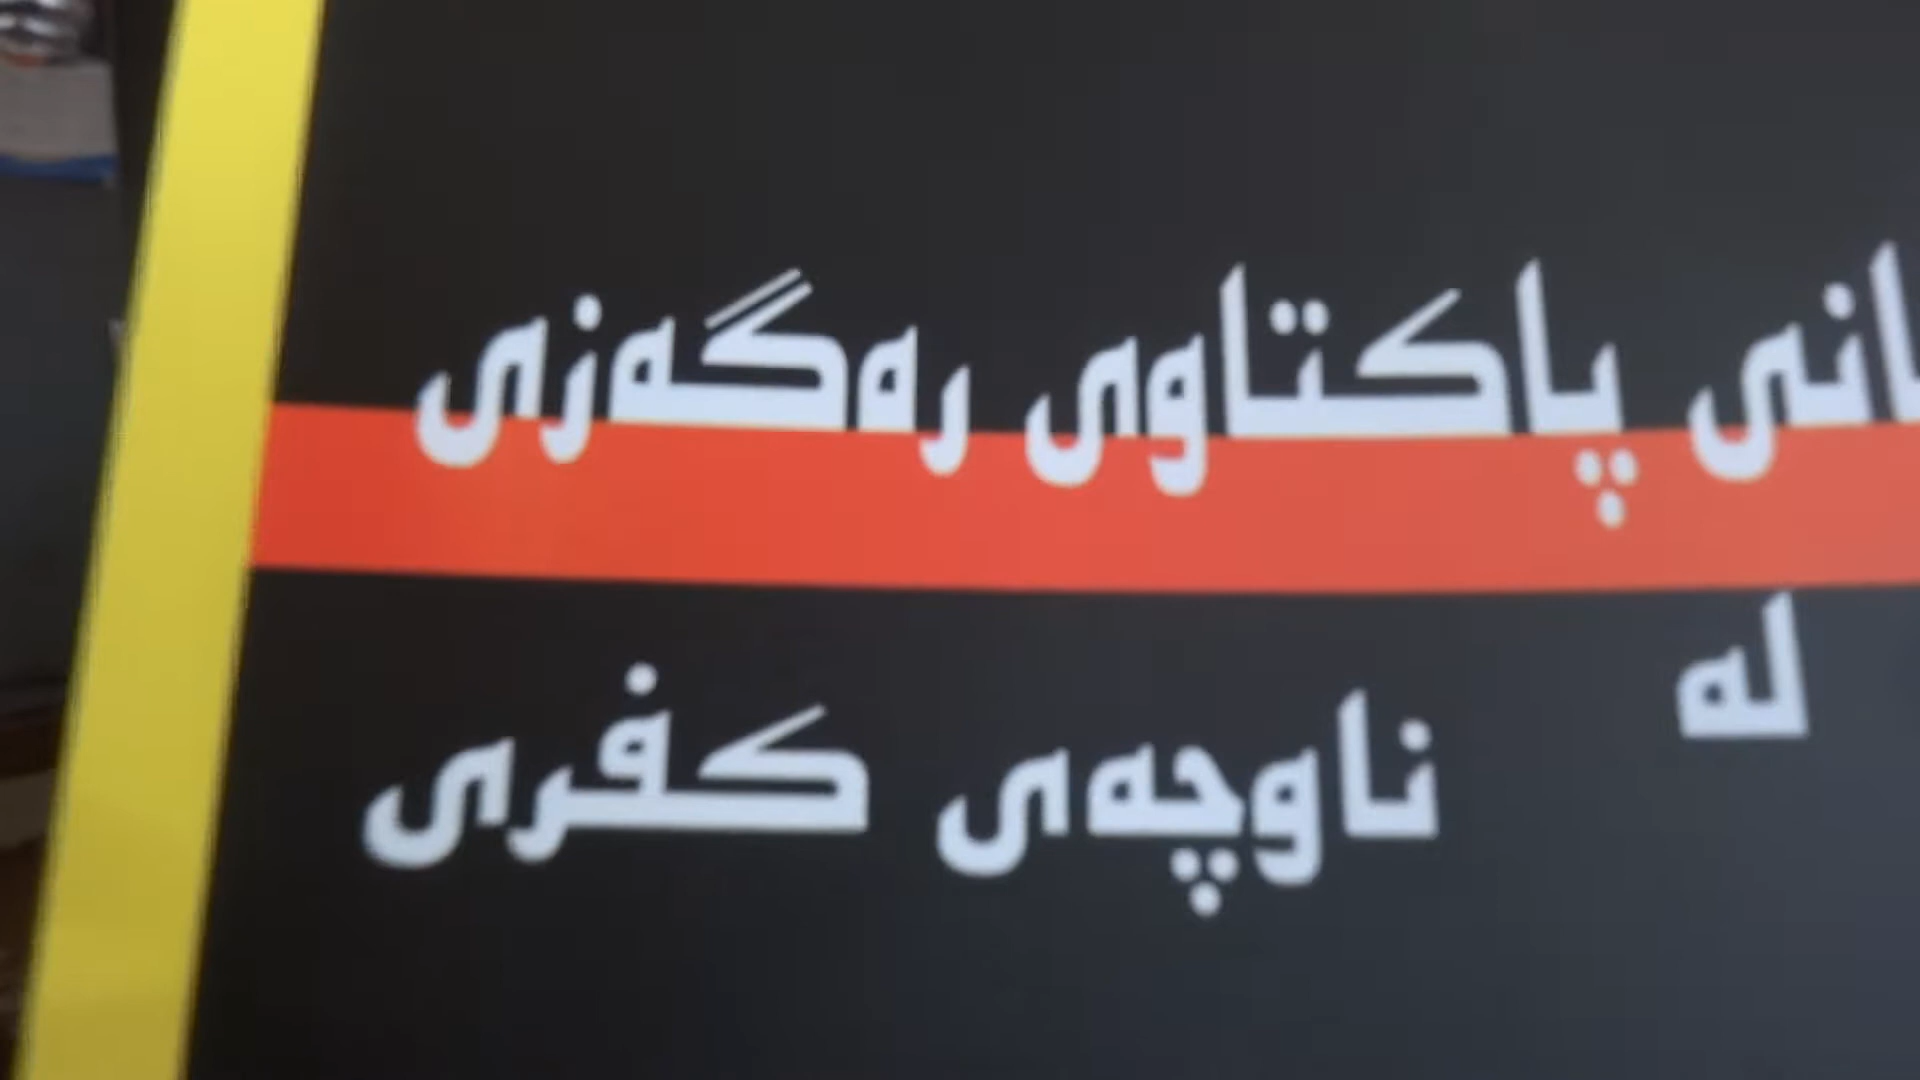 پاکتاوی رەگەزی
لە
ناوچەی کفری